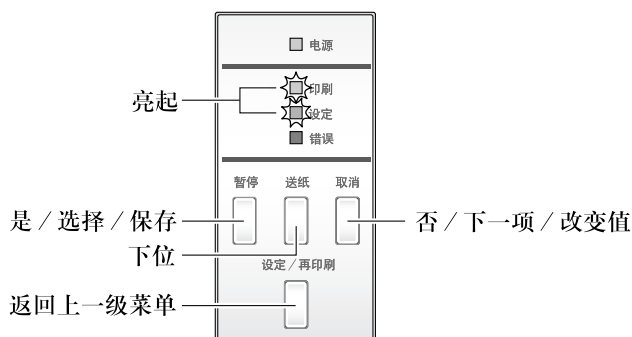 电源
印刷
亮起
设定
错误
暂停 送纸 取消
是/选择/保存
否/下一项/改变值
下位
设定/再印刷
返回上一级菜单